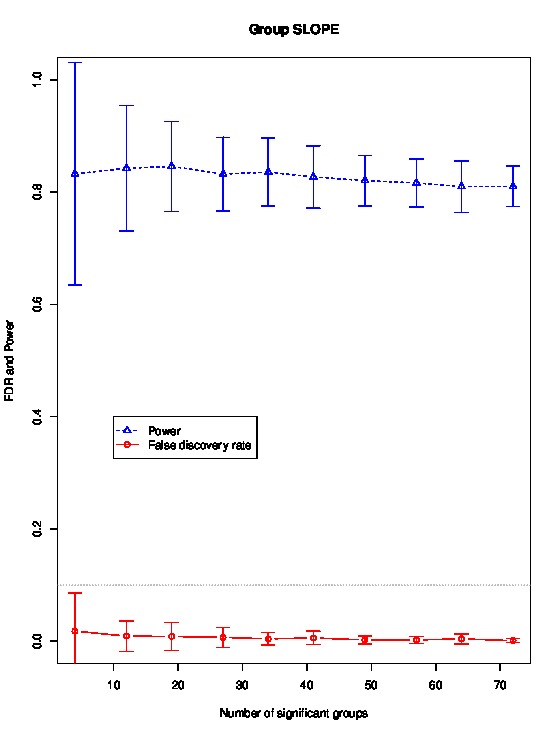 Group SLOPE
1.0
0.8
0.6
0.4
0.2
0.0
FDR and Power
Power
False discovery rate
10 20 30 40 50 60 70
Number of significant groups